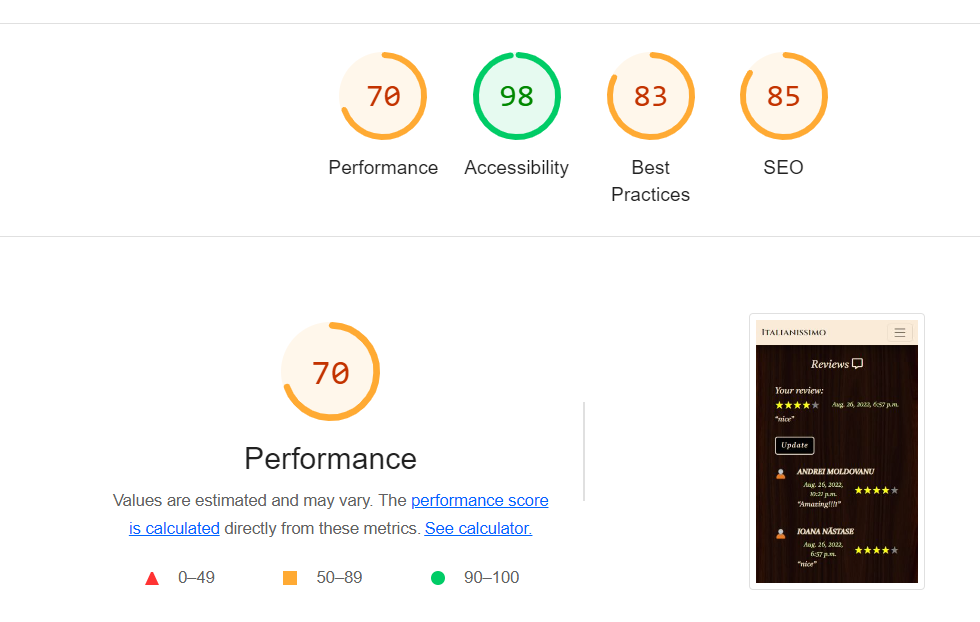 70
98
83
85
Performance
Accessibility
Best
Practices
SEO
70
Performance
Values are estimated and may vary. The performance score
is calculated directly from these metrics. See calculator.
0–49
50–89
90–100
Italianissimo
Reviews
Your review:
Aug. 26, 2022, 6:57 p.m.
"nice"
Update
ANDREI MOLDOVANU
Aug. 26, 2022,
10:27 p.m.
"Amazing!!!!"
IOANA NĂSTASE
Aug. 26, 2022,
6:57 p.m.
"nice"